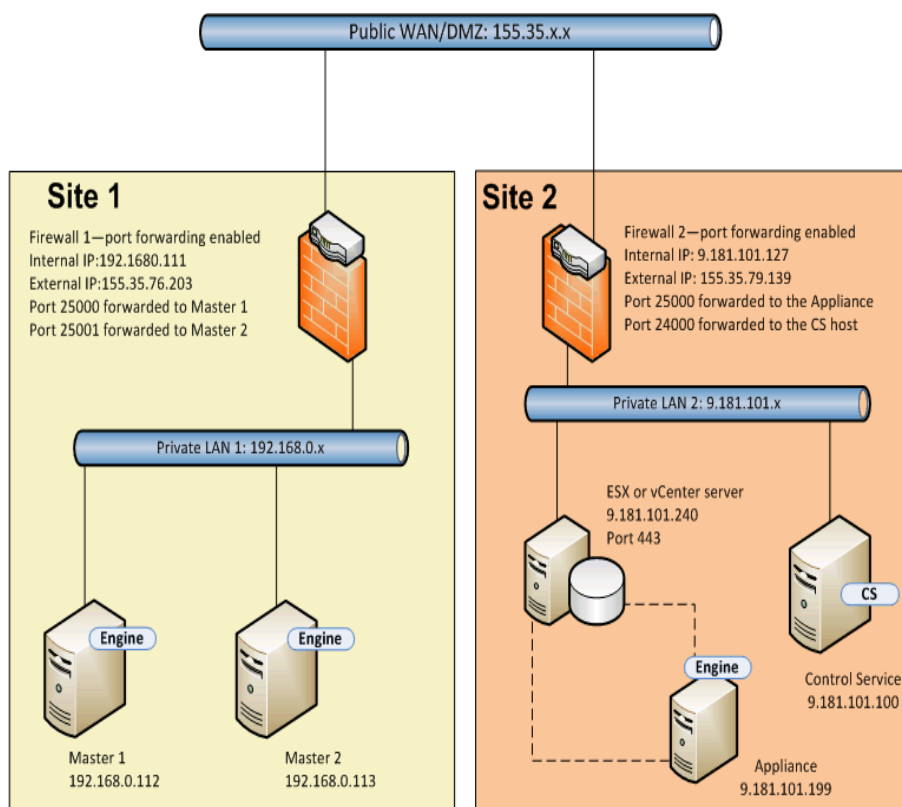 Public WAN/DMZ: 155.35.x.x
Site 1
Firewall 1—port forwarding enabled
Internal IP:192.1680.111
External IP:155.35.76.203
Port 25000 forwarded to Master 1
Port 25001 forwarded to Master 2
Private LAN 1: 192.168.0.x
Engine
Engine
Master 1
192.168.0.112
Master 2
192.168.0.113
Site 2
Firewall 2—port forwarding enabled
Internal IP: 9.181.101.127
External IP: 155.35.79.139
Port 25000 forwarded to the Appliance
Port 24000 forwarded to the CS host
Private LAN 2: 9.181.101.x
ESX or vCenter server
9.181.101.240
Port 443
CS
Control Service
9.181.101.100
Engine
Appliance
9.181.101.199